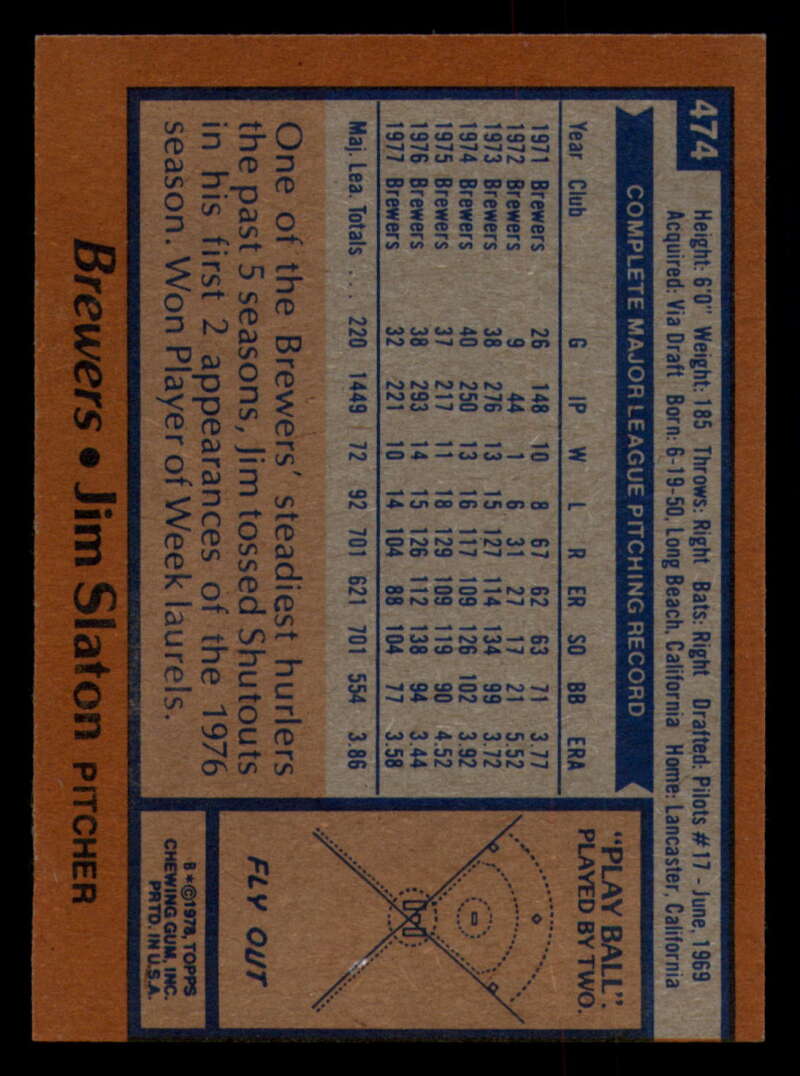 474
Height: 6'0" Weight: 185 Throws: Right Bats: Right Drafted: Pilots #17 - June, 1969
Acquired: Via Draft Born: 6-19-50, Long Beach, California Home: Lancaster, California
COMPLETE MAJOR LEAGUE PITCHING RECORD
Year Club G IP W L R ER SO BB ERA
1971 Brewers 26 148 10 8 67 62 63 71 3.77
1972 Brewers 9 44 1 6 31 27 17 21 5.52
1973 Brewers 38 276 13 15 127 114 134 99 3.72
1974 Brewers 40 250 13 16 117 109 126 102 3.92
1975 Brewers 37 217 11 18 129 109 119 90 4.52
1976 Brewers 38 293 14 15 126 112 138 94 3.44
1977 Brewers 32 221 10 14 104 88 104 77 3.58
Maj. Lea. Totals ... 220 1449 72 92 701 621 701 554 3.86
One of the Brewers' steadiest hurlers
the past 5 seasons, Jim tossed Shutouts
in his first 2 appearances of the 1976
season. Won Player of Week laurels.
"PLAY BALL":
PLAYED BY TWO.
FLY OUT
B*©1978, TOPPS
CHEWING GUM, INC.
PRTD. IN U.S.A.
Brewers • Jim Slaton PITCHER